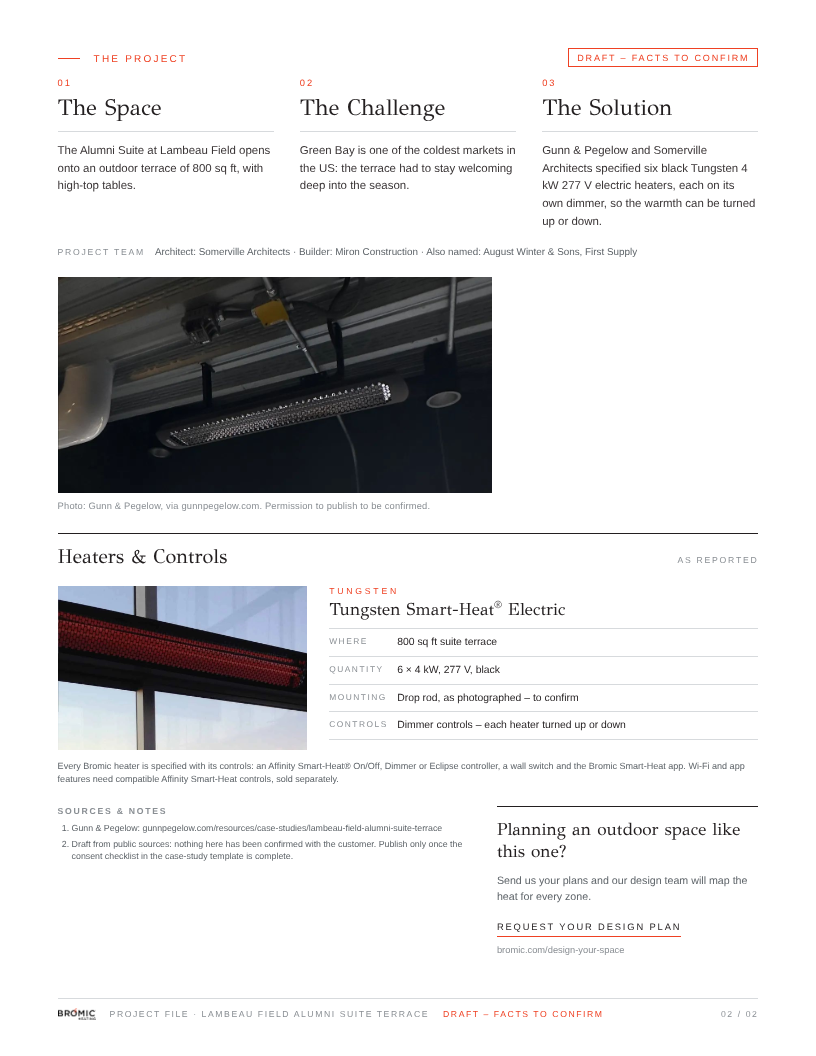 THE PROJECT
DRAFT – FACTS TO CONFIRM
01
The Space
The Alumni Suite at Lambeau Field opens
onto an outdoor terrace of 800 sq ft, with
high-top tables.
02
The Challenge
Green Bay is one of the coldest markets in
the US: the terrace had to stay welcoming
deep into the season.
03
The Solution
Gunn & Pegelow and Somerville
Architects specified six black Tungsten 4
kW 277 V electric heaters, each on its
own dimmer, so the warmth can be turned
up or down.
PROJECT TEAM Architect: Somerville Architects · Builder: Miron Construction · Also named: August Winter & Sons, First Supply
Photo: Gunn & Pegelow, via gunnpegelow.com. Permission to publish to be confirmed.
Heaters & Controls
AS REPORTED
TUNGSTEN
Tungsten Smart-Heat® Electric
WHERE 800 sq ft suite terrace
QUANTITY 6 × 4 kW, 277 V, black
MOUNTING Drop rod, as photographed – to confirm
CONTROLS Dimmer controls – each heater turned up or down
Every Bromic heater is specified with its controls: an Affinity Smart-Heat® On/Off, Dimmer or Eclipse controller, a wall switch and the Bromic Smart-Heat app. Wi-Fi and app
features need compatible Affinity Smart-Heat controls, sold separately.
SOURCES & NOTES
1. Gunn & Pegelow: gunnpegelow.com/resources/case-studies/lambeau-field-alumni-suite-terrace
2. Draft from public sources: nothing here has been confirmed with the customer. Publish only once the
consent checklist in the case-study template is complete.
Planning an outdoor space like
this one?
Send us your plans and our design team will map the
heat for every zone.
REQUEST YOUR DESIGN PLAN
bromic.com/design-your-space
BROMIC
HEATING
PROJECT FILE · LAMBEAU FIELD ALUMNI SUITE TERRACE DRAFT – FACTS TO CONFIRM
02 / 02